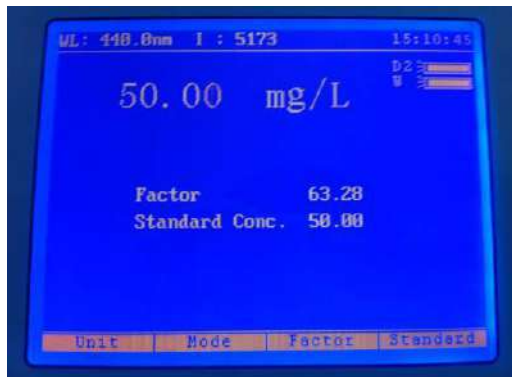 WL: 440.0nm I : 5173 15:10:45
D2
W
50.00 mg/L
Factor 63.28
Standard Conc. 50.00
Unit Mode Factor Standard